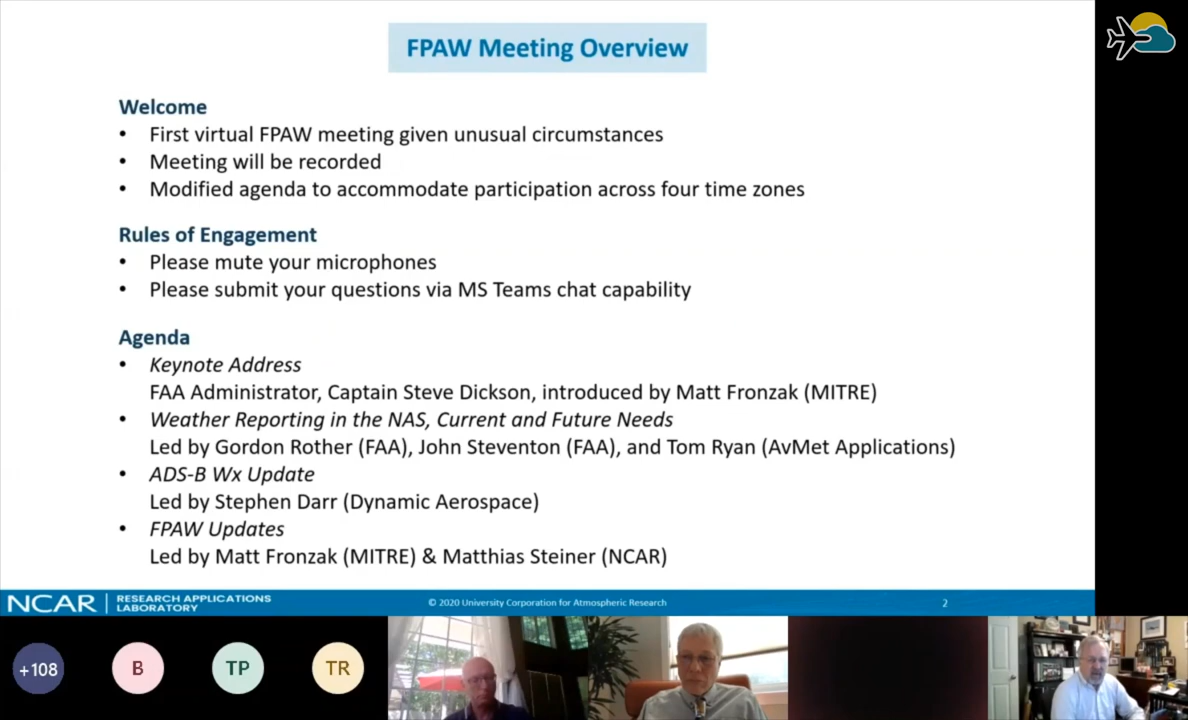 FPAW Meeting Overview
Welcome
• First virtual FPAW meeting given unusual circumstances
• Meeting will be recorded
• Modified agenda to accommodate participation across four time zones
Rules of Engagement
• Please mute your microphones
• Please submit your questions via MS Teams chat capability
Agenda
• Keynote Address
FAA Administrator, Captain Steve Dickson, introduced by Matt Fronzak (MITRE)
• Weather Reporting in the NAS, Current and Future Needs
Led by Gordon Rother (FAA), John Steventon (FAA), and Tom Ryan (AvMet Applications)
• ADS-B Wx Update
Led by Stephen Darr (Dynamic Aerospace)
• FPAW Updates
Led by Matt Fronzak (MITRE) & Matthias Steiner (NCAR)
NCAR | RESEARCH APPLICATIONS
LABORATORY
© 2020 University Corporation for Atmospheric Research
2
+108
B
TP
TR